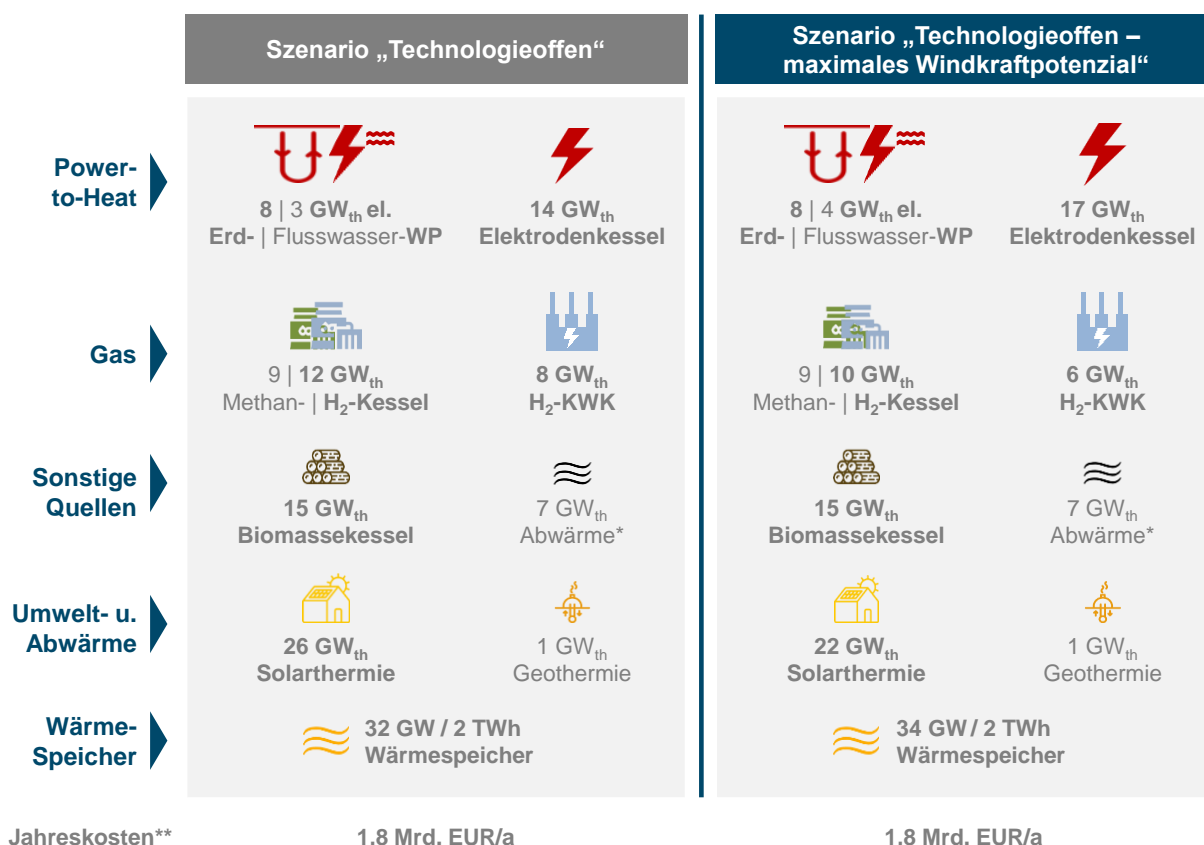 Szenario „Technologieoffen“
Szenario „Technologieoffen –
maximales Windkraftpotenzial“
Power-
to-Heat
8 | 3 GWth el.
Erd- | Flusswasser-WP
14 GWth
Elektrodenkessel
8 | 4 GWth el.
Erd- | Flusswasser-WP
17 GWth
Elektrodenkessel
Gas
9 | 12 GWth
Methan- | H2-Kessel
8 GWth
H2-KWK
9 | 10 GWth
Methan- | H2-Kessel
6 GWth
H2-KWK
Sonstige
Quellen
15 GWth
Biomassekessel
7 GWth
Abwärme*
15 GWth
Biomassekessel
7 GWth
Abwärme*
Umwelt- u.
Abwärme
26 GWth
Solarthermie
1 GWth
Geothermie
22 GWth
Solarthermie
1 GWth
Geothermie
Wärme-
Speicher
32 GW / 2 TWh
Wärmespeicher
34 GW / 2 TWh
Wärmespeicher
Jahreskosten**
1,8 Mrd. EUR/a
1,8 Mrd. EUR/a